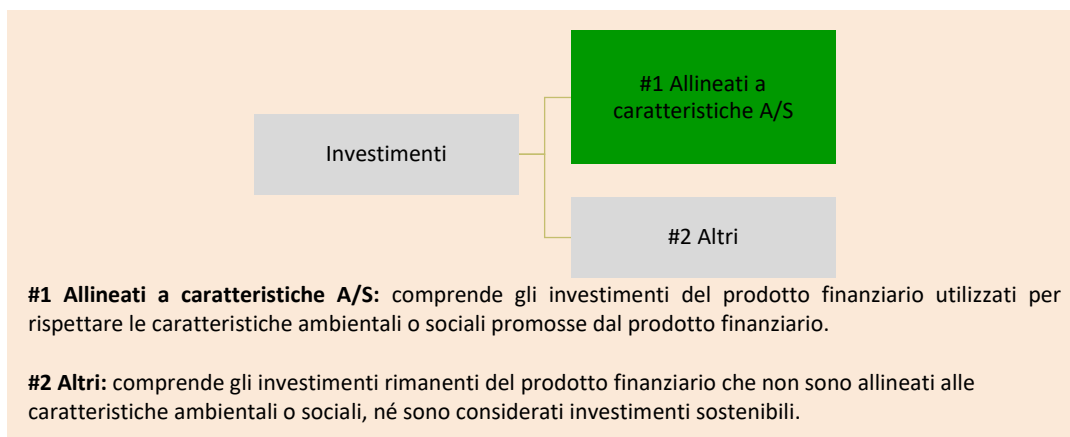 #1 Allineati a
caratteristiche A/S
Investimenti
#2 Altri
#1 Allineati a caratteristiche A/S: comprende gli investimenti del prodotto finanziario utilizzati per
rispettare le caratteristiche ambientali o sociali promosse dal prodotto finanziario.
#2 Altri: comprende gli investimenti rimanenti del prodotto finanziario che non sono allineati alle
caratteristiche ambientali o sociali, né sono considerati investimenti sostenibili.